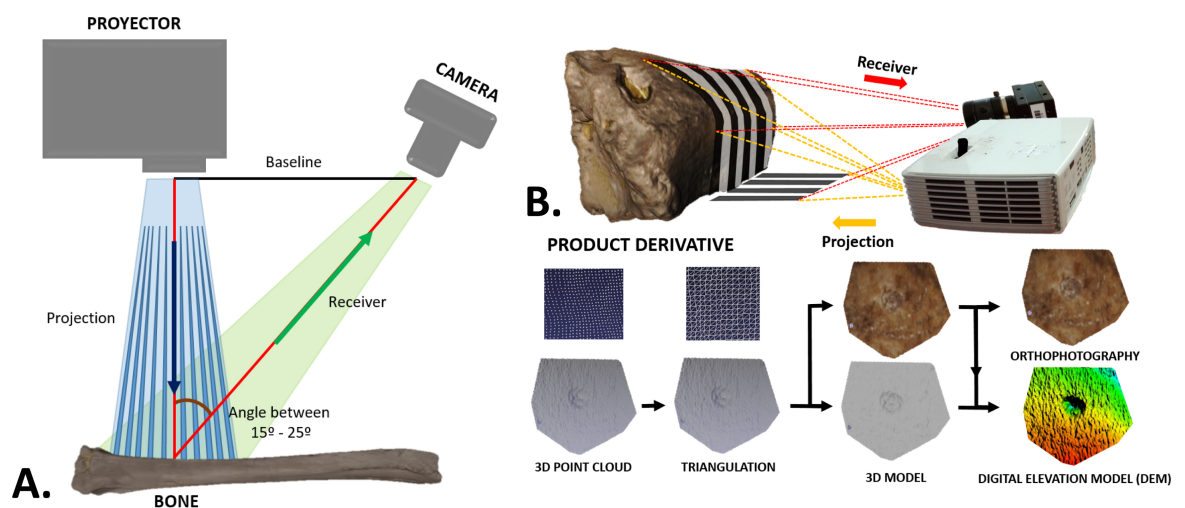 PROYECTOR
CAMERA
Baseline
Projection
Receiver
Angle between
15º - 25º
BONE
A.
Receiver
B.
Projection
PRODUCT DERIVATIVE
3D POINT CLOUD
TRIANGULATION
3D MODEL
ORTHOPHOTOGRAPHY
DIGITAL ELEVATION MODEL (DEM)